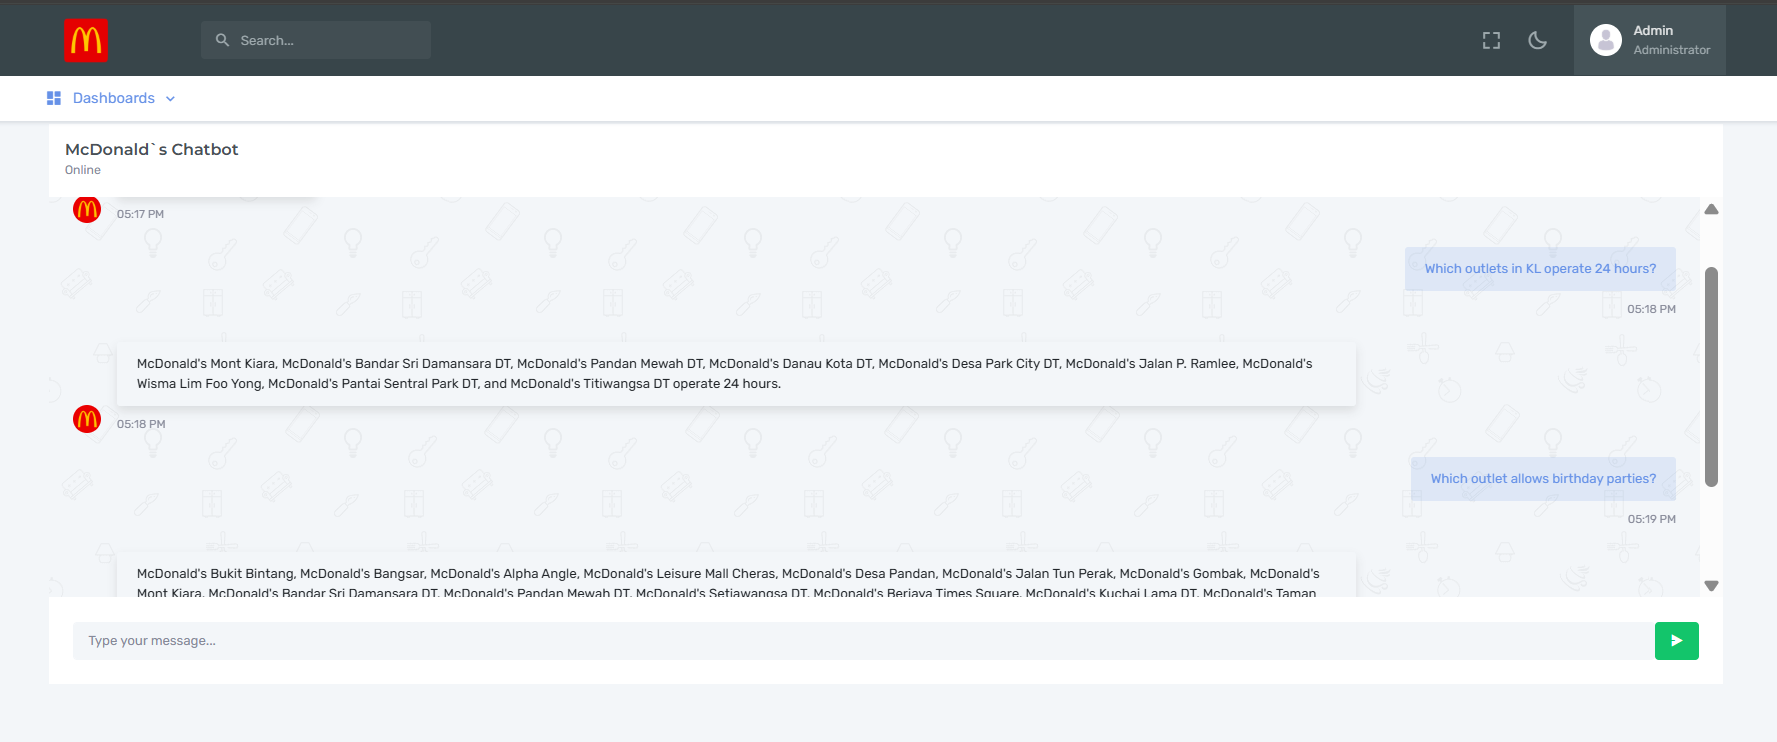 Search...
Admin
Administrator
Dashboards
McDonald`s Chatbot
Online
05:17 PM
Which outlets in KL operate 24 hours?
05:18 PM
McDonald's Mont Kiara, McDonald's Bandar Sri Damansara DT, McDonald's Pandan Mewah DT, McDonald's Danau Kota DT, McDonald's Desa Park City DT, McDonald's Jalan P. Ramlee, McDonald's
Wisma Lim Foo Yong, McDonald's Pantai Sentral Park DT, and McDonald's Titiwangsa DT operate 24 hours.
05:18 PM
Which outlet allows birthday parties?
05:19 PM
McDonald's Bukit Bintang, McDonald's Bangsar, McDonald's Alpha Angle, McDonald's Leisure Mall Cheras, McDonald's Desa Pandan, McDonald's Jalan Tun Perak, McDonald's Gombak, McDonald's
Mont Kiara, McDonald's Bandar Sri Damansara DT, McDonald's Pandan Mewah DT, McDonald's Setiawangsa DT, McDonald's Berjaya Times Square, McDonald's Kuchai Lama DT, McDonald's Taman
Type your message...